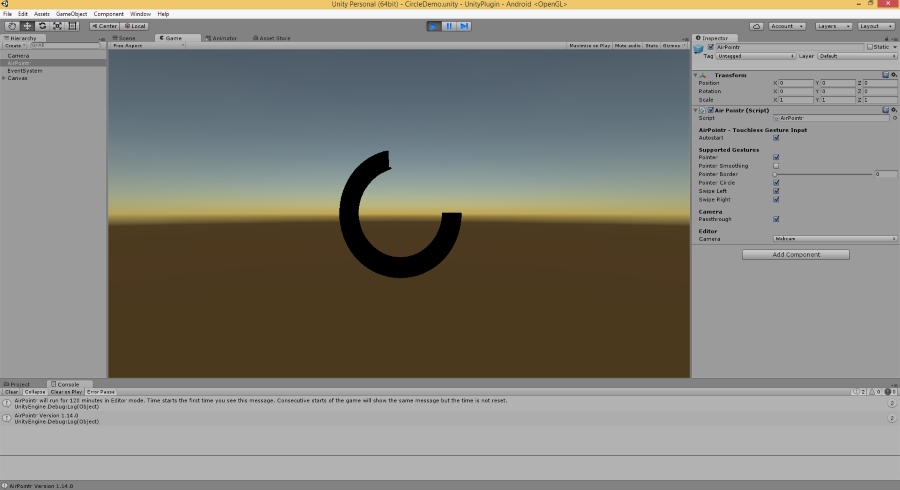 Unity Personal (64bit) - CircleDemo.unity - UnityPlugin - Android <OpenGL>
File Edit Assets GameObject Component Window Help
Center Local Account Layers Layout
Hierarchy
Create
Camera
AirPointr
EventSystem
Canvas
Scene Game Animator Asset Store
Free Aspect Maximize on Play Mute audio Stats Gizmos
Inspector
AirPointr Static
Tag Untagged Layer Default
Transform
Position X 0 Y 0 Z 0
Rotation X 0 Y 0 Z 0
Scale X 1 Y 1 Z 1
Air Pointr (Script)
Script AirPointr
AirPointr - Touchless Gesture Input
Autostart
Supported Gestures
Pointer
Pointer Smoothing
Pointer Border 0
Pointer Circle
Swipe Left
Swipe Right
Camera
Passthrough
Editor
Camera Webcam
Add Component
Project Console
Clear Collapse Clear on Play Error Pause 2 0 0
AirPointr will run for 120 minutes in Editor mode. Time starts the first time you see this message. Consecutive starts of the game will show the same message but the time is not reset.
UnityEngine.Debug:Log(Object)
2
AirPointr Version 1.14.0
UnityEngine.Debug:Log(Object)
2
AirPointr Version 1.14.0